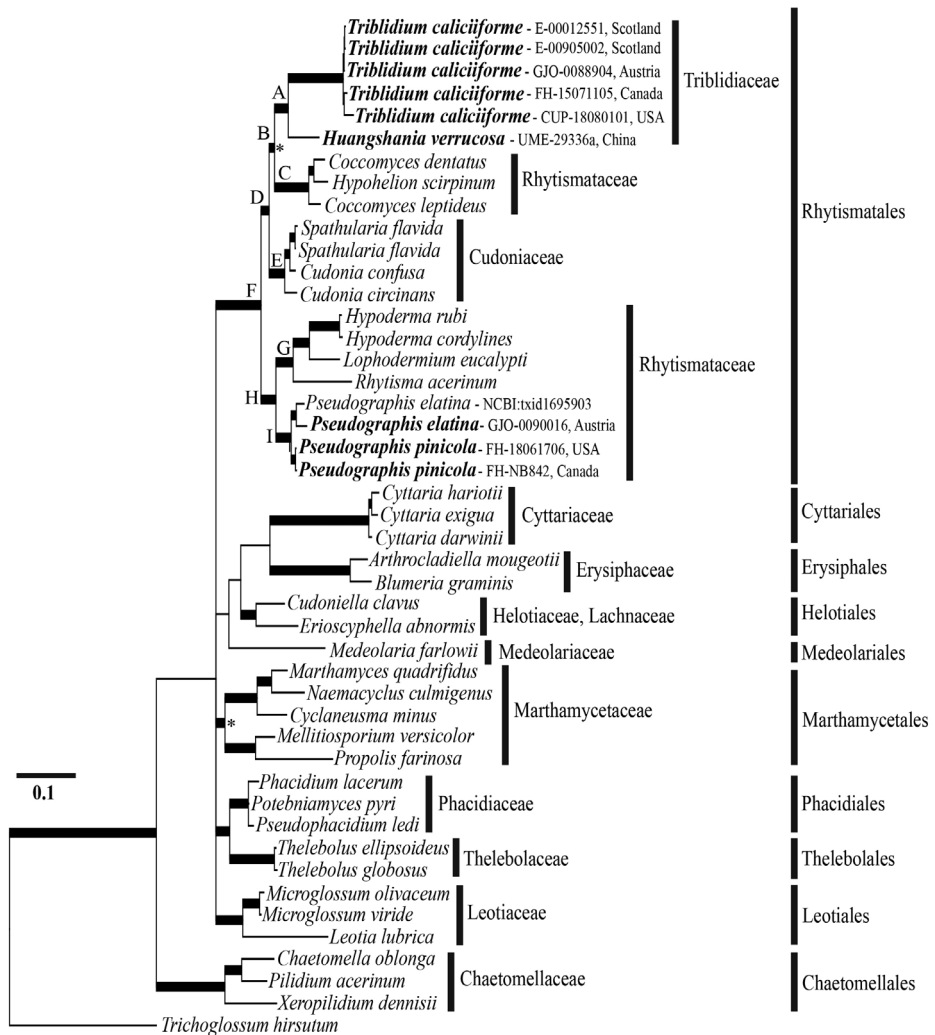 Triblidium caliciiforme - E-00012551, Scotland
Triblidium caliciiforme - E-00905002, Scotland
Triblidium caliciiforme - GJO-0088904, Austria
Triblidiaceae
A
Triblidium caliciiforme - FH-15071105, Canada
Triblidium caliciiforme - CUP-18080101, USA
B
*
Huangshania verrucosa - UME-29336a, China
Coccomyces dentatus
C
Hypohelion scirpinum
Rhytismataceae
D
Coccomyces leptideus
Rhytismatales
Spathularia flavida
Spathularia flavida
Cudoniaceae
E
Cudonia confusa
F
Cudonia circinans
Hypoderma rubi
Hypoderma cordylines
G
Lophodermium eucalypti
Rhytismataceae
Rhytisma acerinum
H
Pseudographis elatina - NCBI:txid1695903
Pseudographis elatina - GJO-0090016, Austria
I
Pseudographis pinicola - FH-18061706, USA
Pseudographis pinicola - FH-NB842, Canada
Cyttaria hariotii
Cyttaria exigua
Cyttariaceae
Cyttariales
Cyttaria darwinii
Arthrocladiella mougeotii
Erysiphaceae
Erysiphales
Blumeria graminis
Cudoniella clavus
Helotiaceae, Lachnaceae
Helotiales
Erioscyphella abnormis
Medeolaria farlowii
Medeolariaceae
Medeolariales
Marthamyces quadrifidus
Naemacyclus culmigenus
Marthamycetaceae
Marthamycetales
Cyclaneusma minus
*
Mellitiosporium versicolor
Propolis farinosa
0.1
Phacidium lacerum
Potebniamyces pyri
Phacidiaceae
Phacidiales
Pseudophacidium ledi
Thelebolus ellipsoideus
Thelebolaceae
Thelebolales
Thelebolus globosus
Microglossum olivaceum
Microglossum viride
Leotiaceae
Leotiales
Leotia lubrica
Chaetomella oblonga
Pilidium acerinum
Chaetomellaceae
Chaetomellales
Xeropilidium dennisii
Trichoglossum hirsutum